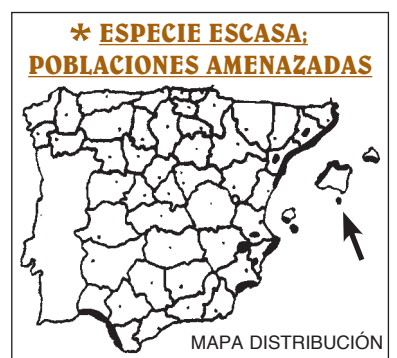 * ESPECIE ESCASA;
POBLACIONES AMENAZADAS
MAPA DISTRIBUCIÓN